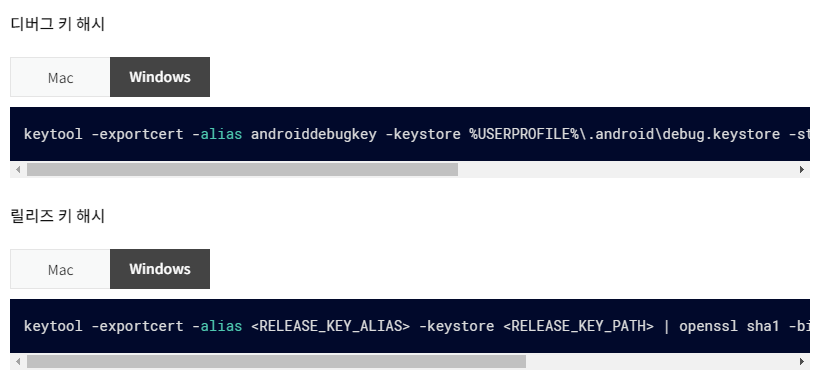 디버그 키 해시
Mac Windows
keytool -exportcert -alias androiddebugkey -keystore %USERPROFILE%\.android\debug.keystore -st
릴리즈 키 해시
Mac Windows
keytool -exportcert -alias <RELEASE_KEY_ALIAS> -keystore <RELEASE_KEY_PATH> | openssl sha1 -bi